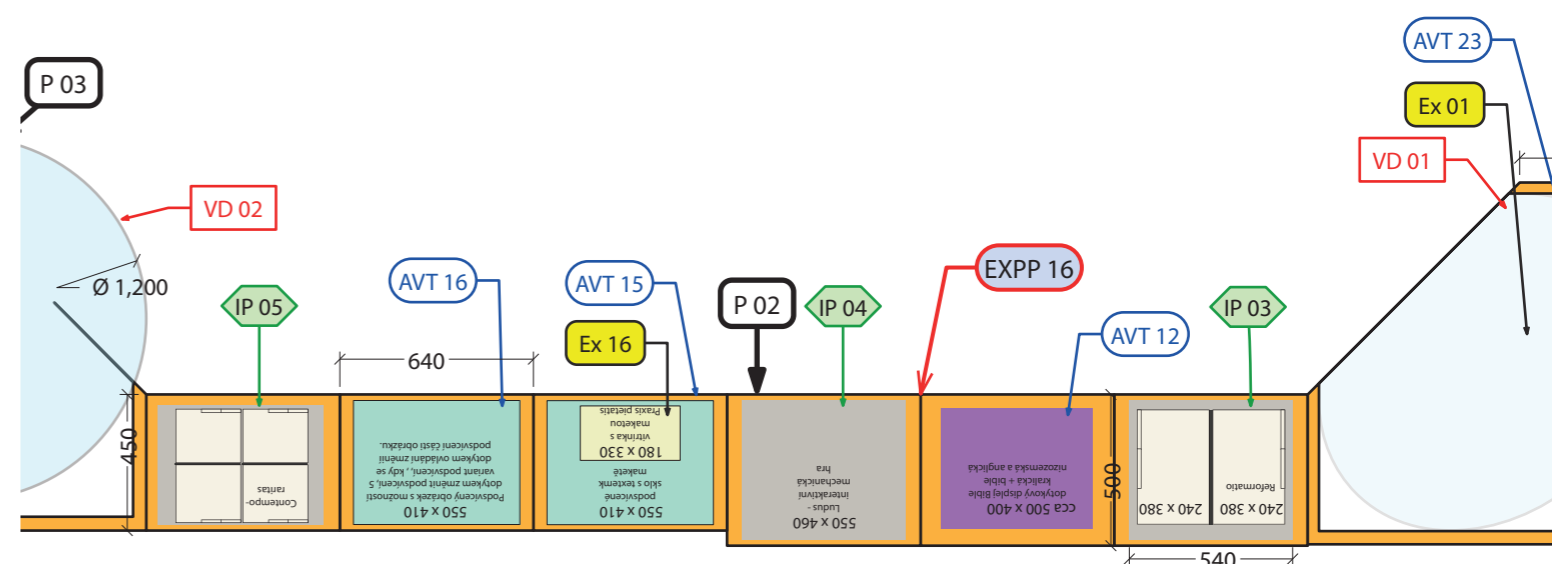 AVT 23
P 03
Ex 01
VD 01
VD 02
Ø 1,200
AVT 16
AVT 15
EXPP 16
IP 05
P 02
IP 04
IP 03
AVT 12
Ex 16
640
450
Contempo-
raritas
550 x 410
Podsvícený obrázek s možností
dotykem změnit podsvícení, 5
variant podsvícení, , kdy se
dotykem ovládání změnií
podsvícení částí obrázku.
550 x 410
podsvícené
sklo s textemk
maketě
180 x 330
vitrínka s
maketou
Praxis pietatis
550 x 460
Ludus -
interaktivní
mechanická
hra
cca 500 x 400
dotykový displej Bible
kralická + bible
nizozemská a anglická
500
240 x 380
240 x 380
Reformatio
540